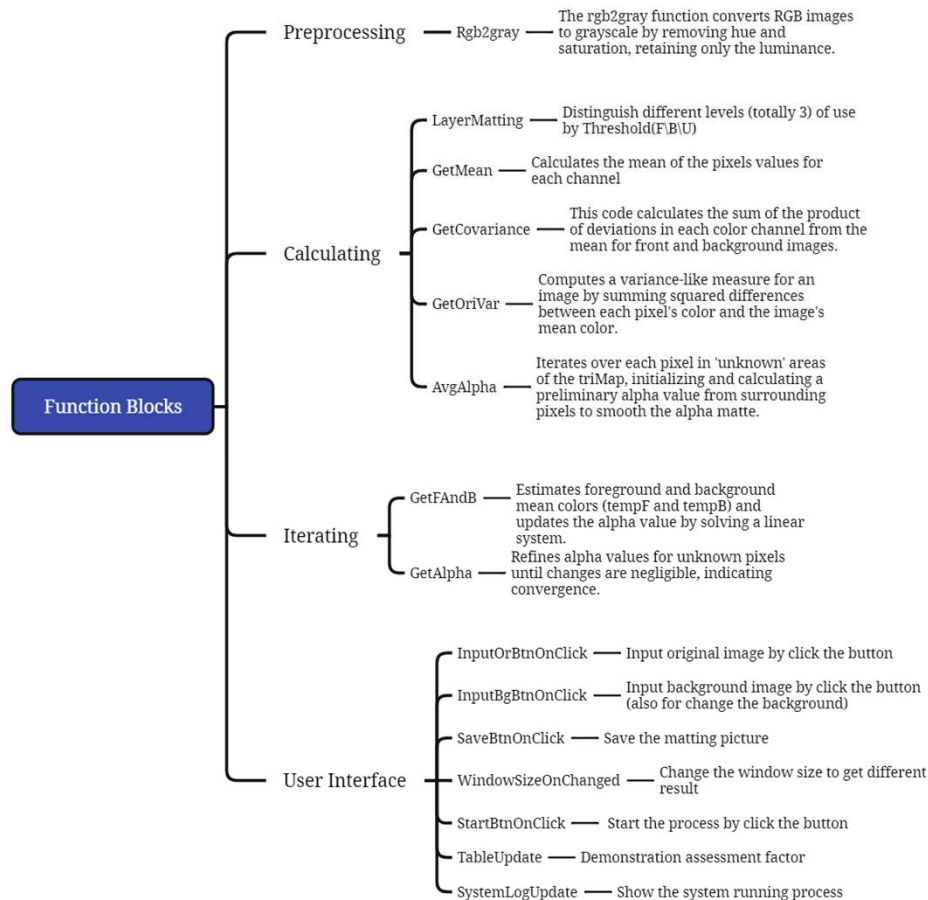 Function Blocks
Preprocessing
Rgb2gray
The rgb2gray function converts RGB images
to grayscale by removing hue and
saturation, retaining only the luminance.
Calculating
LayerMatting
Distinguish different levels (totally 3) of use
by Threshold(F\B\U)
GetMean
Calculates the mean of the pixels values for
each channel
GetCovariance
This code calculates the sum of the product
of deviations in each color channel from the
mean for front and background images.
GetOriVar
Computes a variance-like measure for an
image by summing squared differences
between each pixel's color and the image's
mean color.
AvgAlpha
Iterates over each pixel in 'unknown' areas
of the triMap, initializing and calculating a
preliminary alpha value from surrounding
pixels to smooth the alpha matte.
Iterating
GetFAndB
Estimates foreground and background
mean colors (tempF and tempB) and
updates the alpha value by solving a linear
system.
GetAlpha
Refines alpha values for unknown pixels
until changes are negligible, indicating
convergence.
User Interface
InputOrBtnOnClick
Input original image by click the button
InputBgBtnOnClick
Input background image by click the button
(also for change the background)
SaveBtnOnClick
Save the matting picture
WindowSizeOnChanged
Change the window size to get different
result
StartBtnOnClick
Start the process by click the button
TableUpdate
Demonstration assessment factor
SystemLogUpdate
Show the system running process